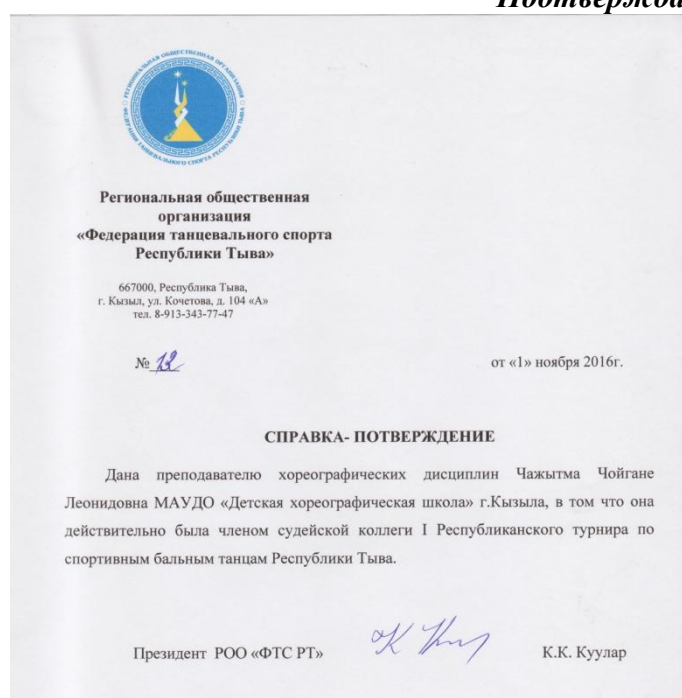 Региональная общественная
организация
«Федерация танцевального спорта
Республики Тыва»
667000, Республика Тыва,
г. Кызыл, ул. Кочетова, д. 104 «А»
тел. 8-913-343-77-47
№ 12
от «1» ноября 2016г.
СПРАВКА- ПОТВЕРЖДЕНИЕ
Дана преподавателю хореографических дисциплин Чажытма Чойгане
Леонидовна МАУДО «Детская хореографическая школа» г.Кызыла, в том что она
действительно была членом судейской коллеги I Республиканского турнира по
спортивным бальным танцам Республики Тыва.
Президент РОО «ФТС РТ»
К.К. Куулар